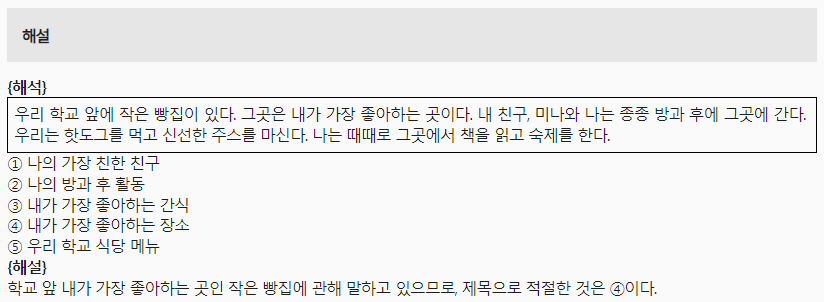 해설
{해석}
우리 학교 앞에 작은 빵집이 있다. 그곳은 내가 가장 좋아하는 곳이다. 내 친구, 미나와 나는 종종 방과 후에 그곳에 간다.
우리는 핫도그를 먹고 신선한 주스를 마신다. 나는 때때로 그곳에서 책을 읽고 숙제를 한다.
① 나의 가장 친한 친구
② 나의 방과 후 활동
③ 내가 가장 좋아하는 간식
④ 내가 가장 좋아하는 장소
⑤ 우리 학교 식당 메뉴
{해설}
학교 앞 내가 가장 좋아하는 곳인 작은 빵집에 관해 말하고 있으므로, 제목으로 적절한 것은 ④이다.